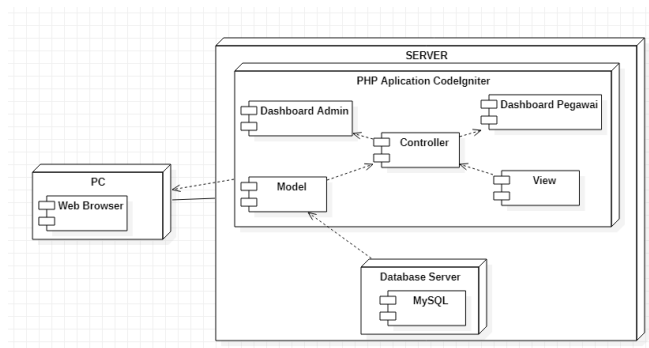 SERVER
PHP Aplication CodeIgniter
Dashboard Admin
Dashboard Pegawai
Controller
PC
Web Browser
Model
View
Database Server
MySQL